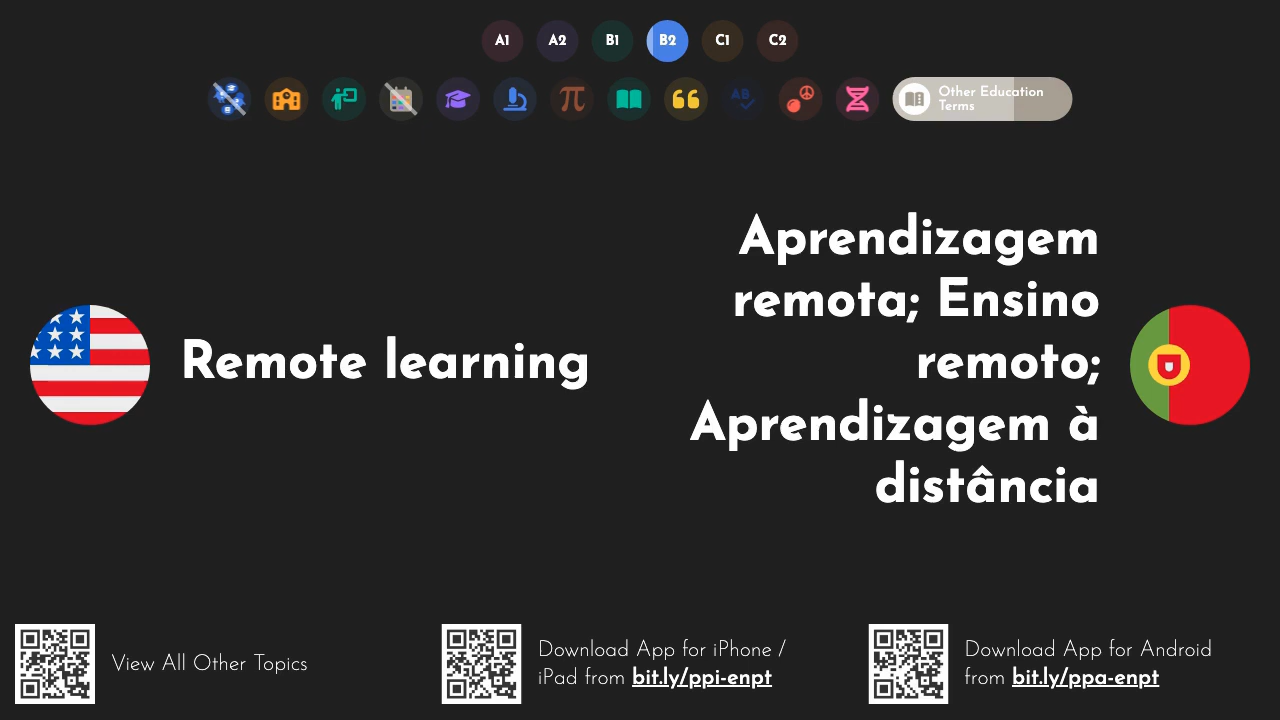 A1 A2 B1 B2 C1 C2
AB
Other Education
Terms
Remote learning
Aprendizagem
remota; Ensino
remoto;
Aprendizagem à
distância
View All Other Topics
Download App for iPhone /
iPad from bit.ly/ppi-enpt
Download App for Android
from bit.ly/ppa-enpt